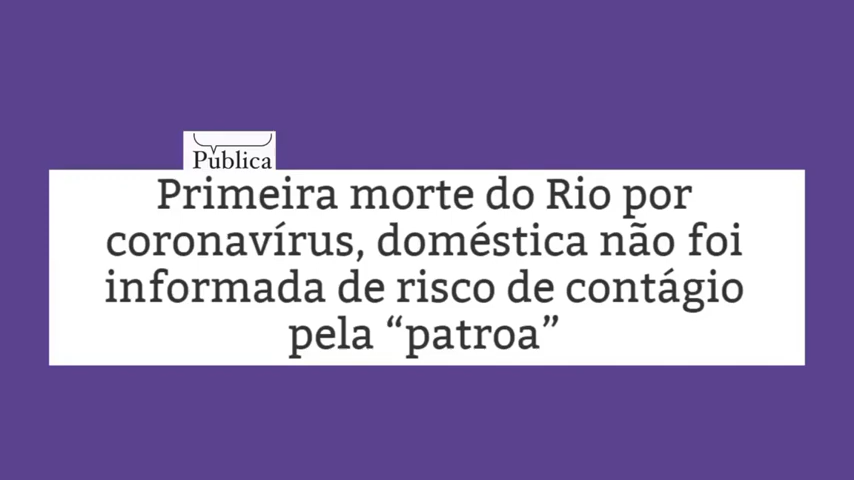 Pública
Primeira morte do Rio por
coronavírus, doméstica não foi
informada de risco de contágio
pela “patroa”